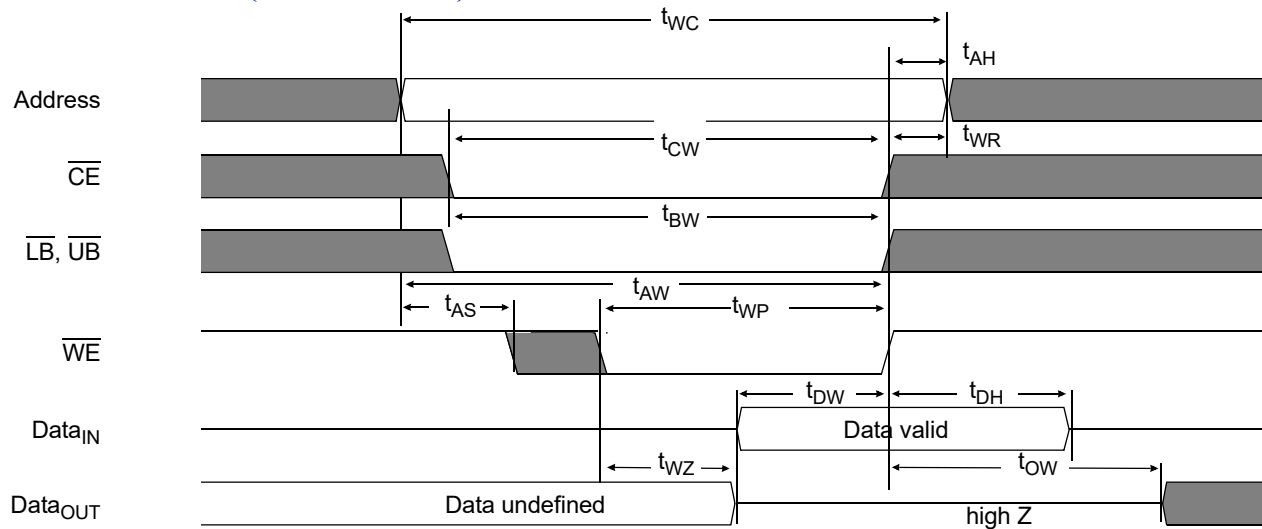 tWC
tAH
Address
tCW
tWR
CE
tBW
LB, UB
tAW
tAS
tWP
WE
tDW
tDH
DataIN
Data valid
tWZ
tOW
DataOUT
Data undefined
high Z